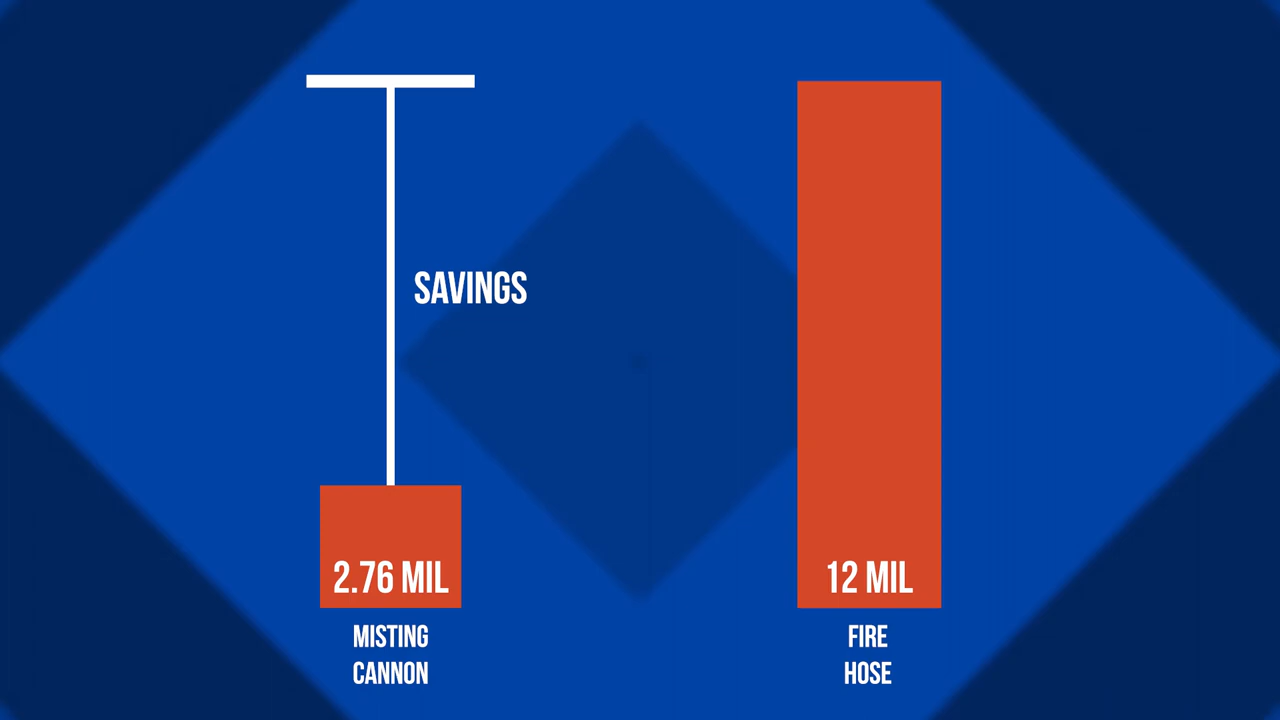 SAVINGS
2.76 MIL
12 MIL
MISTING
CANNON
FIRE
HOSE